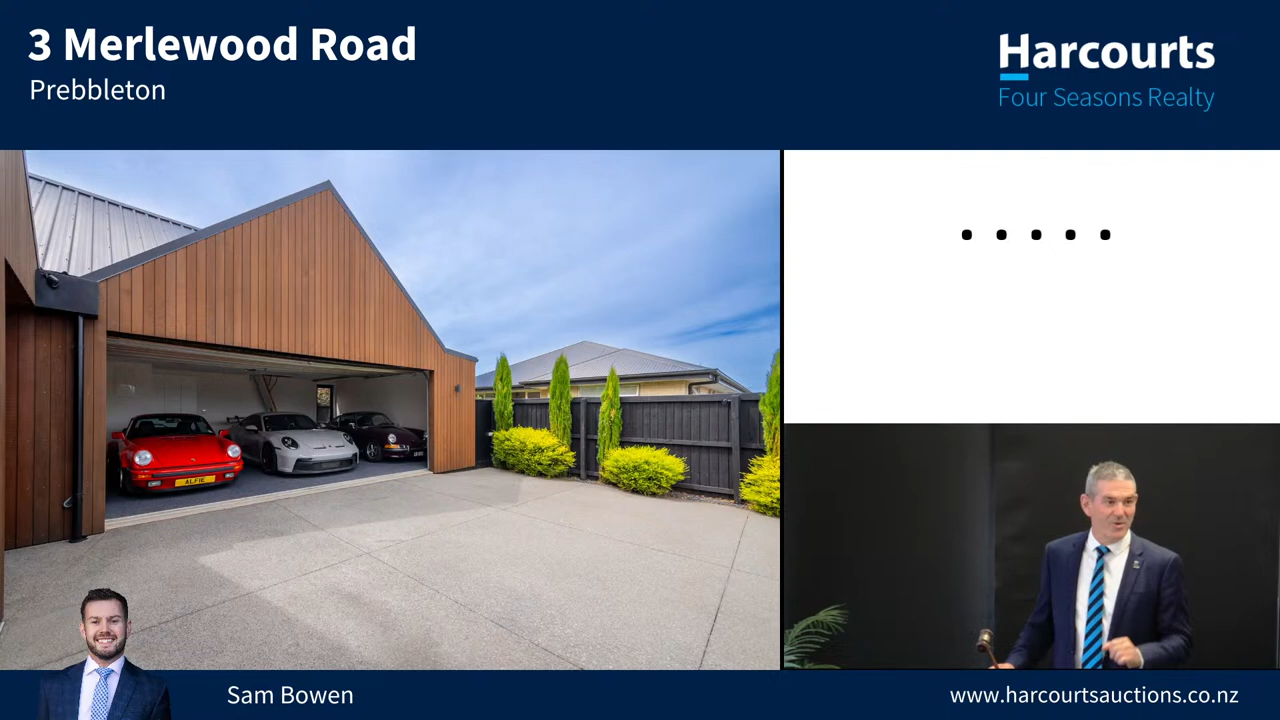 3 Merlewood Road
Prebbleton
Harcourts
Four Seasons Realty
. . . . .
ALFIE
Sam Bowen
www.harcourtsauctions.co.nz